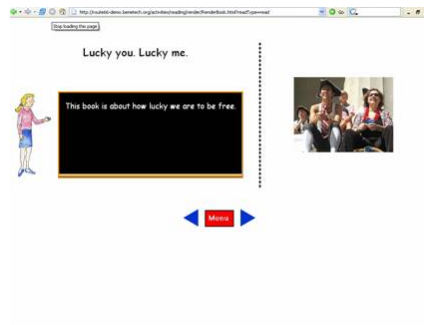 Stop loading this page
Lucky you. Lucky me.
This book is about how lucky we are to be free.
Menu